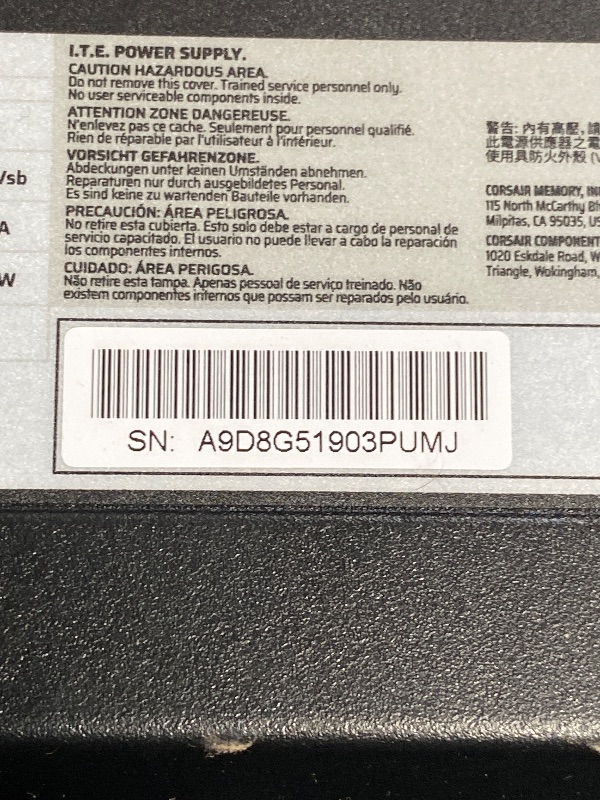 I.T.E. POWER SUPPLY.
CAUTION HAZARDOUS AREA.
Do not remove this cover. Trained service personnel only.
No user serviceable components inside.
ATTENTION ZONE DANGEREUSE.
N'enlevez pas ce cache. Seulement pour personnel qualifié.
Rien de réparable par l'utilisateur à l'intérieur.
VORSICHT GEFAHRENZONE.
Abdeckungen unter keinen Umständen abnehmen.
Reparaturen nur durch ausgebildetes Personal.
Es sind keine zu wartenden Bauteile vorhanden.
PRECAUCIÓN: ÁREA PELIGROSA.
No retire esta cubierta. Esto solo debe estar a cargo de personal de
servicio capacitado. El usuario no puede llevar a cabo la reparación
los componentes internos.
CUIDADO: ÁREA PERIGOSA.
Não retire esta tampa. Apenas pessoal de serviço treinado. Não
existem componentes internos que possam ser reparados pelo usuário.
Vsb
A
W
警告: 內有高壓, 請
此電源供應器之電
使用具防火外殼 (V
CORSAIR MEMORY, IN
115 North McCarthy Bl
Milpitas, CA 95035, US
CORSAIR COMPONENT
1020 Eskdale Road, W
Triangle, Wokingham,
SN: A9D8G51903PUMJ